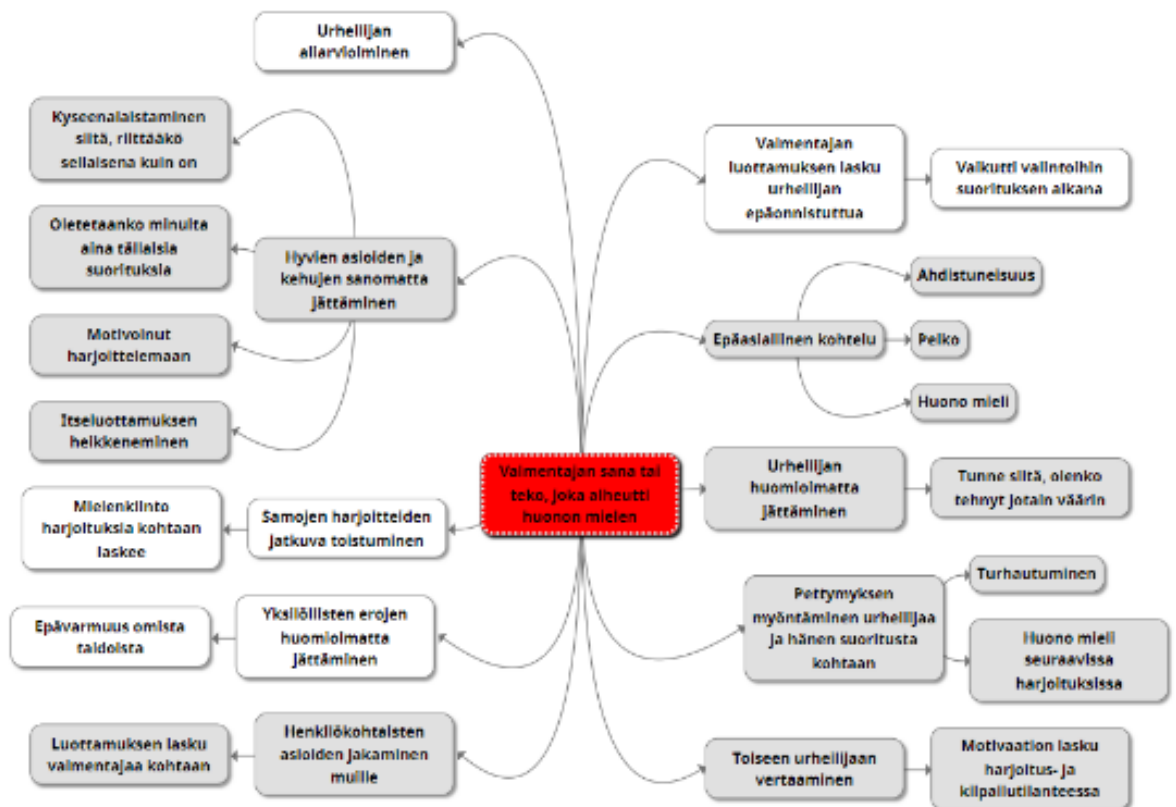 Urheilijan
aliarvioiminen
Kyseenalaistaminen
siitä, riittääkö
sellaisena kuin on
Oletetaanko minulta
aina tällaisia
suorituksia
Hyvien asioiden ja
kehujen sanomatta
jättäminen
Motivoinut
harjoittelemaan
Itseluottamuksen
heikkeneminen
Mielenkiinto
harjoituksia kohtaan
laskee
Samojen harjoitteiden
jatkuva toistuminen
Epävarmuus omista
taidoista
Yksilöllisten erojen
huomioimatta
jättäminen
Luottamuksen lasku
valmentajaa kohtaan
Henkilökohtaisten
asioiden jakaminen
muille
Valmentajan sana tai
teko, joka aiheutti
huonon mielen
Valmentajan
luottamuksen lasku
urheilijan
epäonnistuttua
Vaikutti valintoihin
suorituksen aikana
Epäasiallinen kohtelu
Ahdistuneisuus
Pelko
Huono mieli
Urheilijan
huomioimatta
jättäminen
Tunne siitä, olenko
tehnyt jotain väärin
Pettymyksen
myöntäminen urheilijaa
ja hänen suoritusta
kohtaan
Turhautuminen
Huono mieli
seuraavissa
harjoituksissa
Toiseen urheilijaan
vertaaminen
Motivaation lasku
harjoitus- ja
kilpailutilanteessa